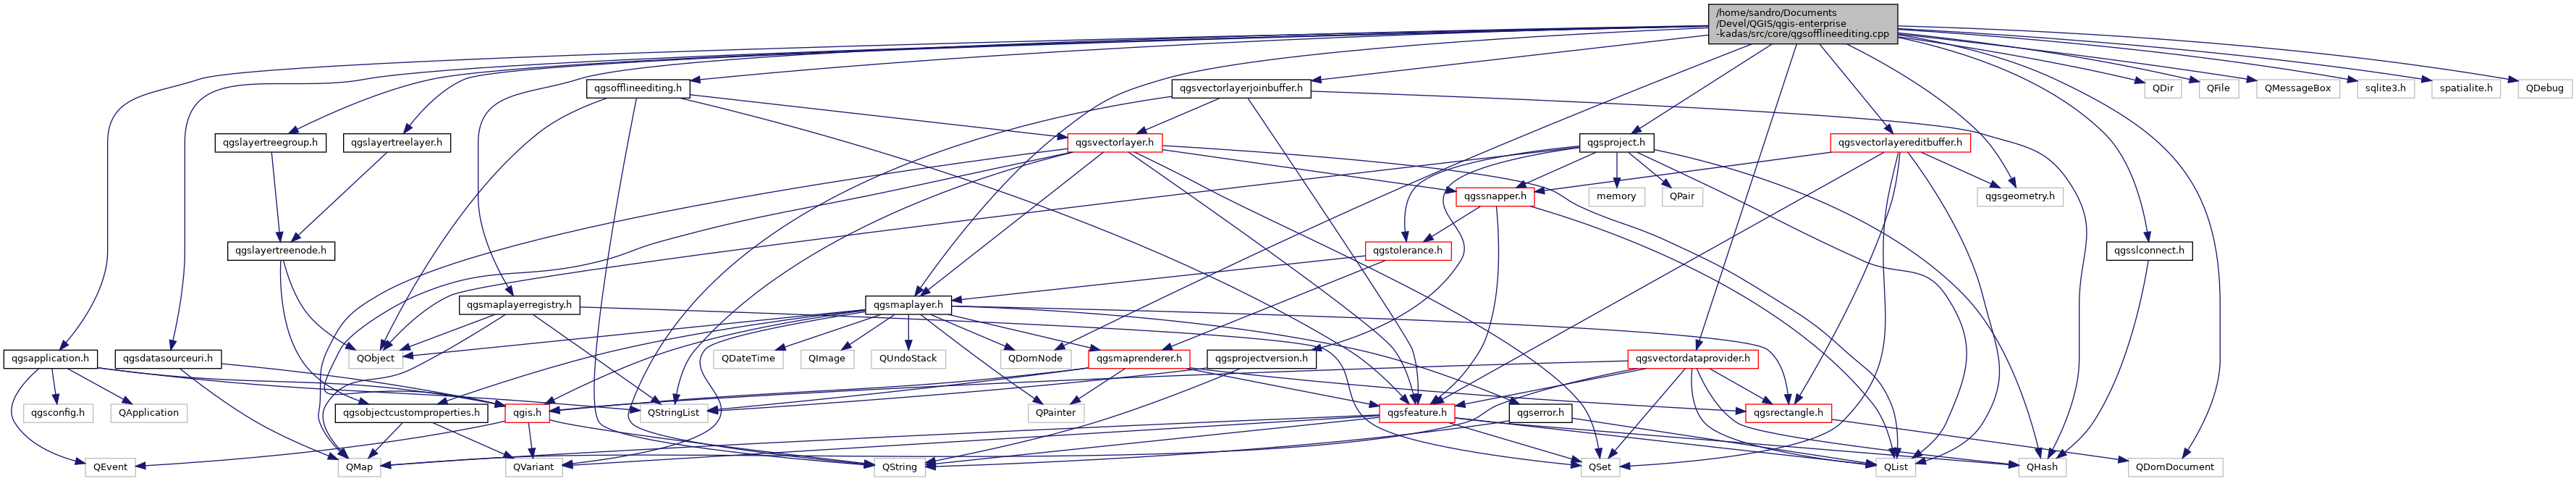 /home/sandro/Documents
/Devel/QGIS/qgis-enterprise
-kadas/src/core/qgsofflineediting.cpp
qgsofflineediting.h
qgsvectorlayerjoinbuffer.h
QDir
QFile
QMessageBox
sqlite3.h
spatialite.h
QDebug
qgslayertreegroup.h
qgslayertreelayer.h
qgsvectorlayer.h
qgsproject.h
qgsvectorlayereditbuffer.h
qgssnapper.h
memory
QPair
qgsgeometry.h
qgslayertreenode.h
qgstolerance.h
qgssslconnect.h
qgsmaplayerregistry.h
qgsmaplayer.h
qgsapplication.h
qgsdatasourceuri.h
QObject
QDateTime
QImage
QUndoStack
QDomNode
qgsmaprenderer.h
qgsprojectversion.h
qgsvectordataprovider.h
qgsconfig.h
QApplication
qgsobjectcustomproperties.h
qgis.h
QStringList
QPainter
qgsfeature.h
qgserror.h
qgsrectangle.h
QEvent
QMap
QVariant
QString
QSet
QList
QHash
QDomDocument